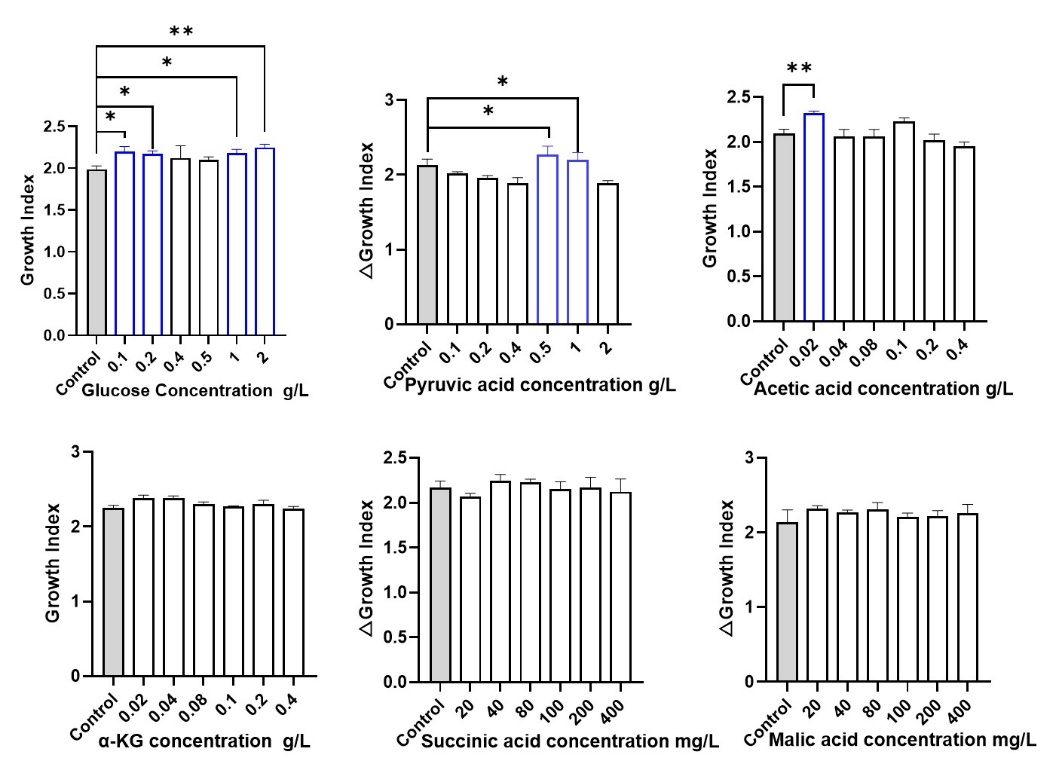 **
*
*
*
2.5
2.0
1.5
1.0
0.5
0.0
Growth Index
Control 0.1 0.2 0.4 0.5 1 2
Glucose Concentration g/L
*
*
3
2
1
0
△Growth Index
Control 0.1 0.2 0.4 0.5 1 2
Pyruvic acid concentration g/L
**
2.5
2.0
1.5
1.0
0.5
0.0
Growth Index
Control 0.02 0.04 0.08 0.1 0.2 0.4
Acetic acid concentration g/L
3
2
1
0
Growth Index
Control 0.02 0.04 0.08 0.1 0.2 0.4
α-KG concentration g/L
2.5
2.0
1.5
1.0
0.5
0.0
△Growth Index
Control 20 40 80 100 200 400
Succinic acid concentration mg/L
3
2
1
0
△Growth Index
Control 20 40 80 100 200 400
Malic acid concentration mg/L